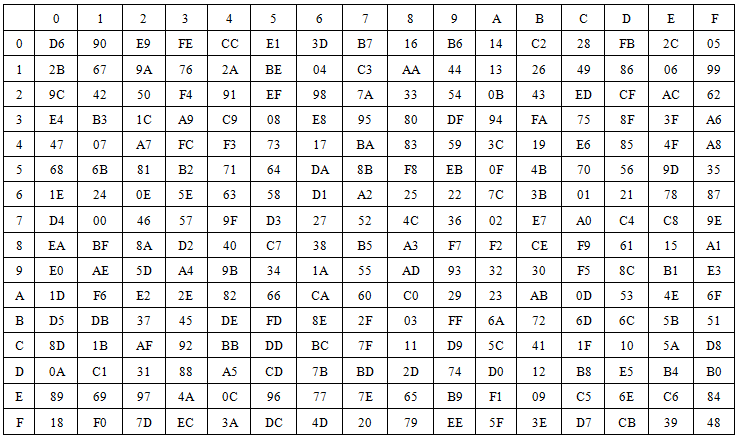 0 1 2 3 4 5 6 7 8 9 A B C D E F
0 D6 90 E9 FE CC E1 3D B7 16 B6 14 C2 28 FB 2C 05
1 2B 67 9A 76 2A BE 04 C3 AA 44 13 26 49 86 06 99
2 9C 42 50 F4 91 EF 98 7A 33 54 0B 43 ED CF AC 62
3 E4 B3 1C A9 C9 08 E8 95 80 DF 94 FA 75 8F 3F A6
4 47 07 A7 FC F3 73 17 BA 83 59 3C 19 E6 85 4F A8
5 68 6B 81 B2 71 64 DA 8B F8 EB 0F 4B 70 56 9D 35
6 1E 24 0E 5E 63 58 D1 A2 25 22 7C 3B 01 21 78 87
7 D4 00 46 57 9F D3 27 52 4C 36 02 E7 A0 C4 C8 9E
8 EA BF 8A D2 40 C7 38 B5 A3 F7 F2 CE F9 61 15 A1
9 E0 AE 5D A4 9B 34 1A 55 AD 93 32 30 F5 8C B1 E3
A 1D F6 E2 2E 82 66 CA 60 C0 29 23 AB 0D 53 4E 6F
B D5 DB 37 45 DE FD 8E 2F 03 FF 6A 72 6D 6C 5B 51
C 8D 1B AF 92 BB DD BC 7F 11 D9 5C 41 1F 10 5A D8
D 0A C1 31 88 A5 CD 7B BD 2D 74 D0 12 B8 E5 B4 B0
E 89 69 97 4A 0C 96 77 7E 65 B9 F1 09 C5 6E C6 84
F 18 F0 7D EC 3A DC 4D 20 79 EE 5F 3E D7 CB 39 48